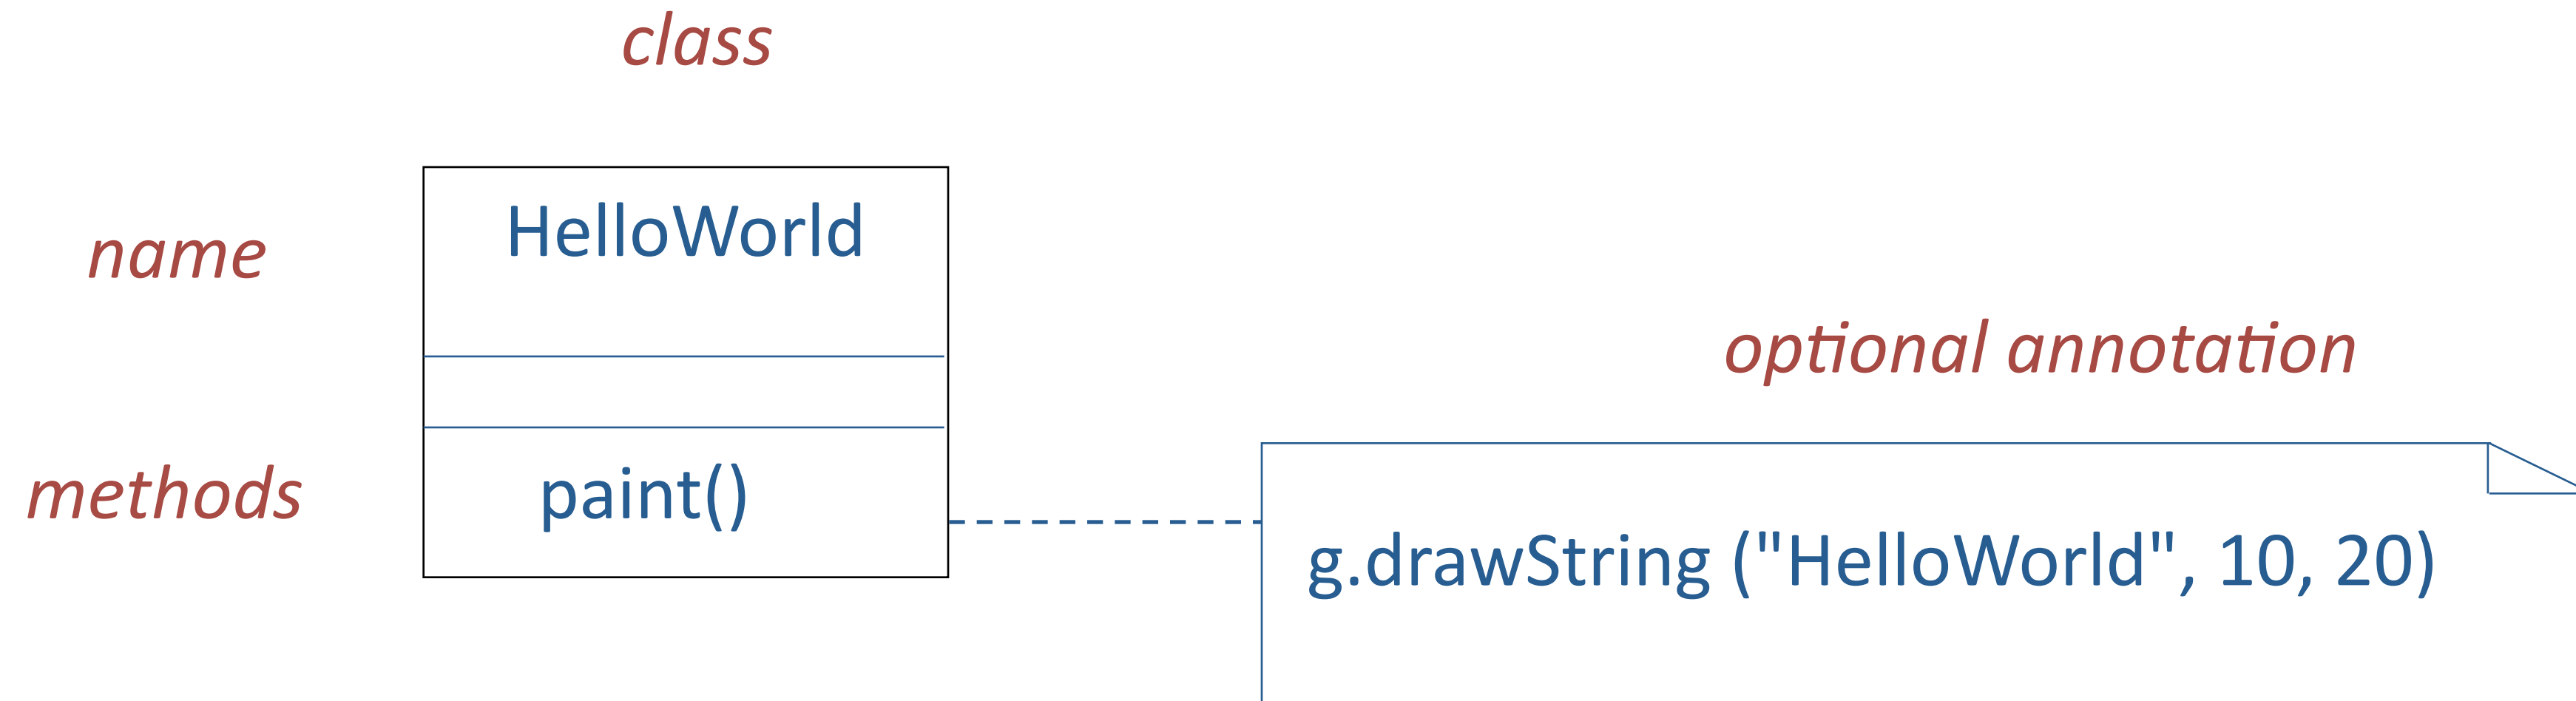 class
name
HelloWorld
optional annotation
methods
paint()
g.drawString ("HelloWorld", 10, 20)